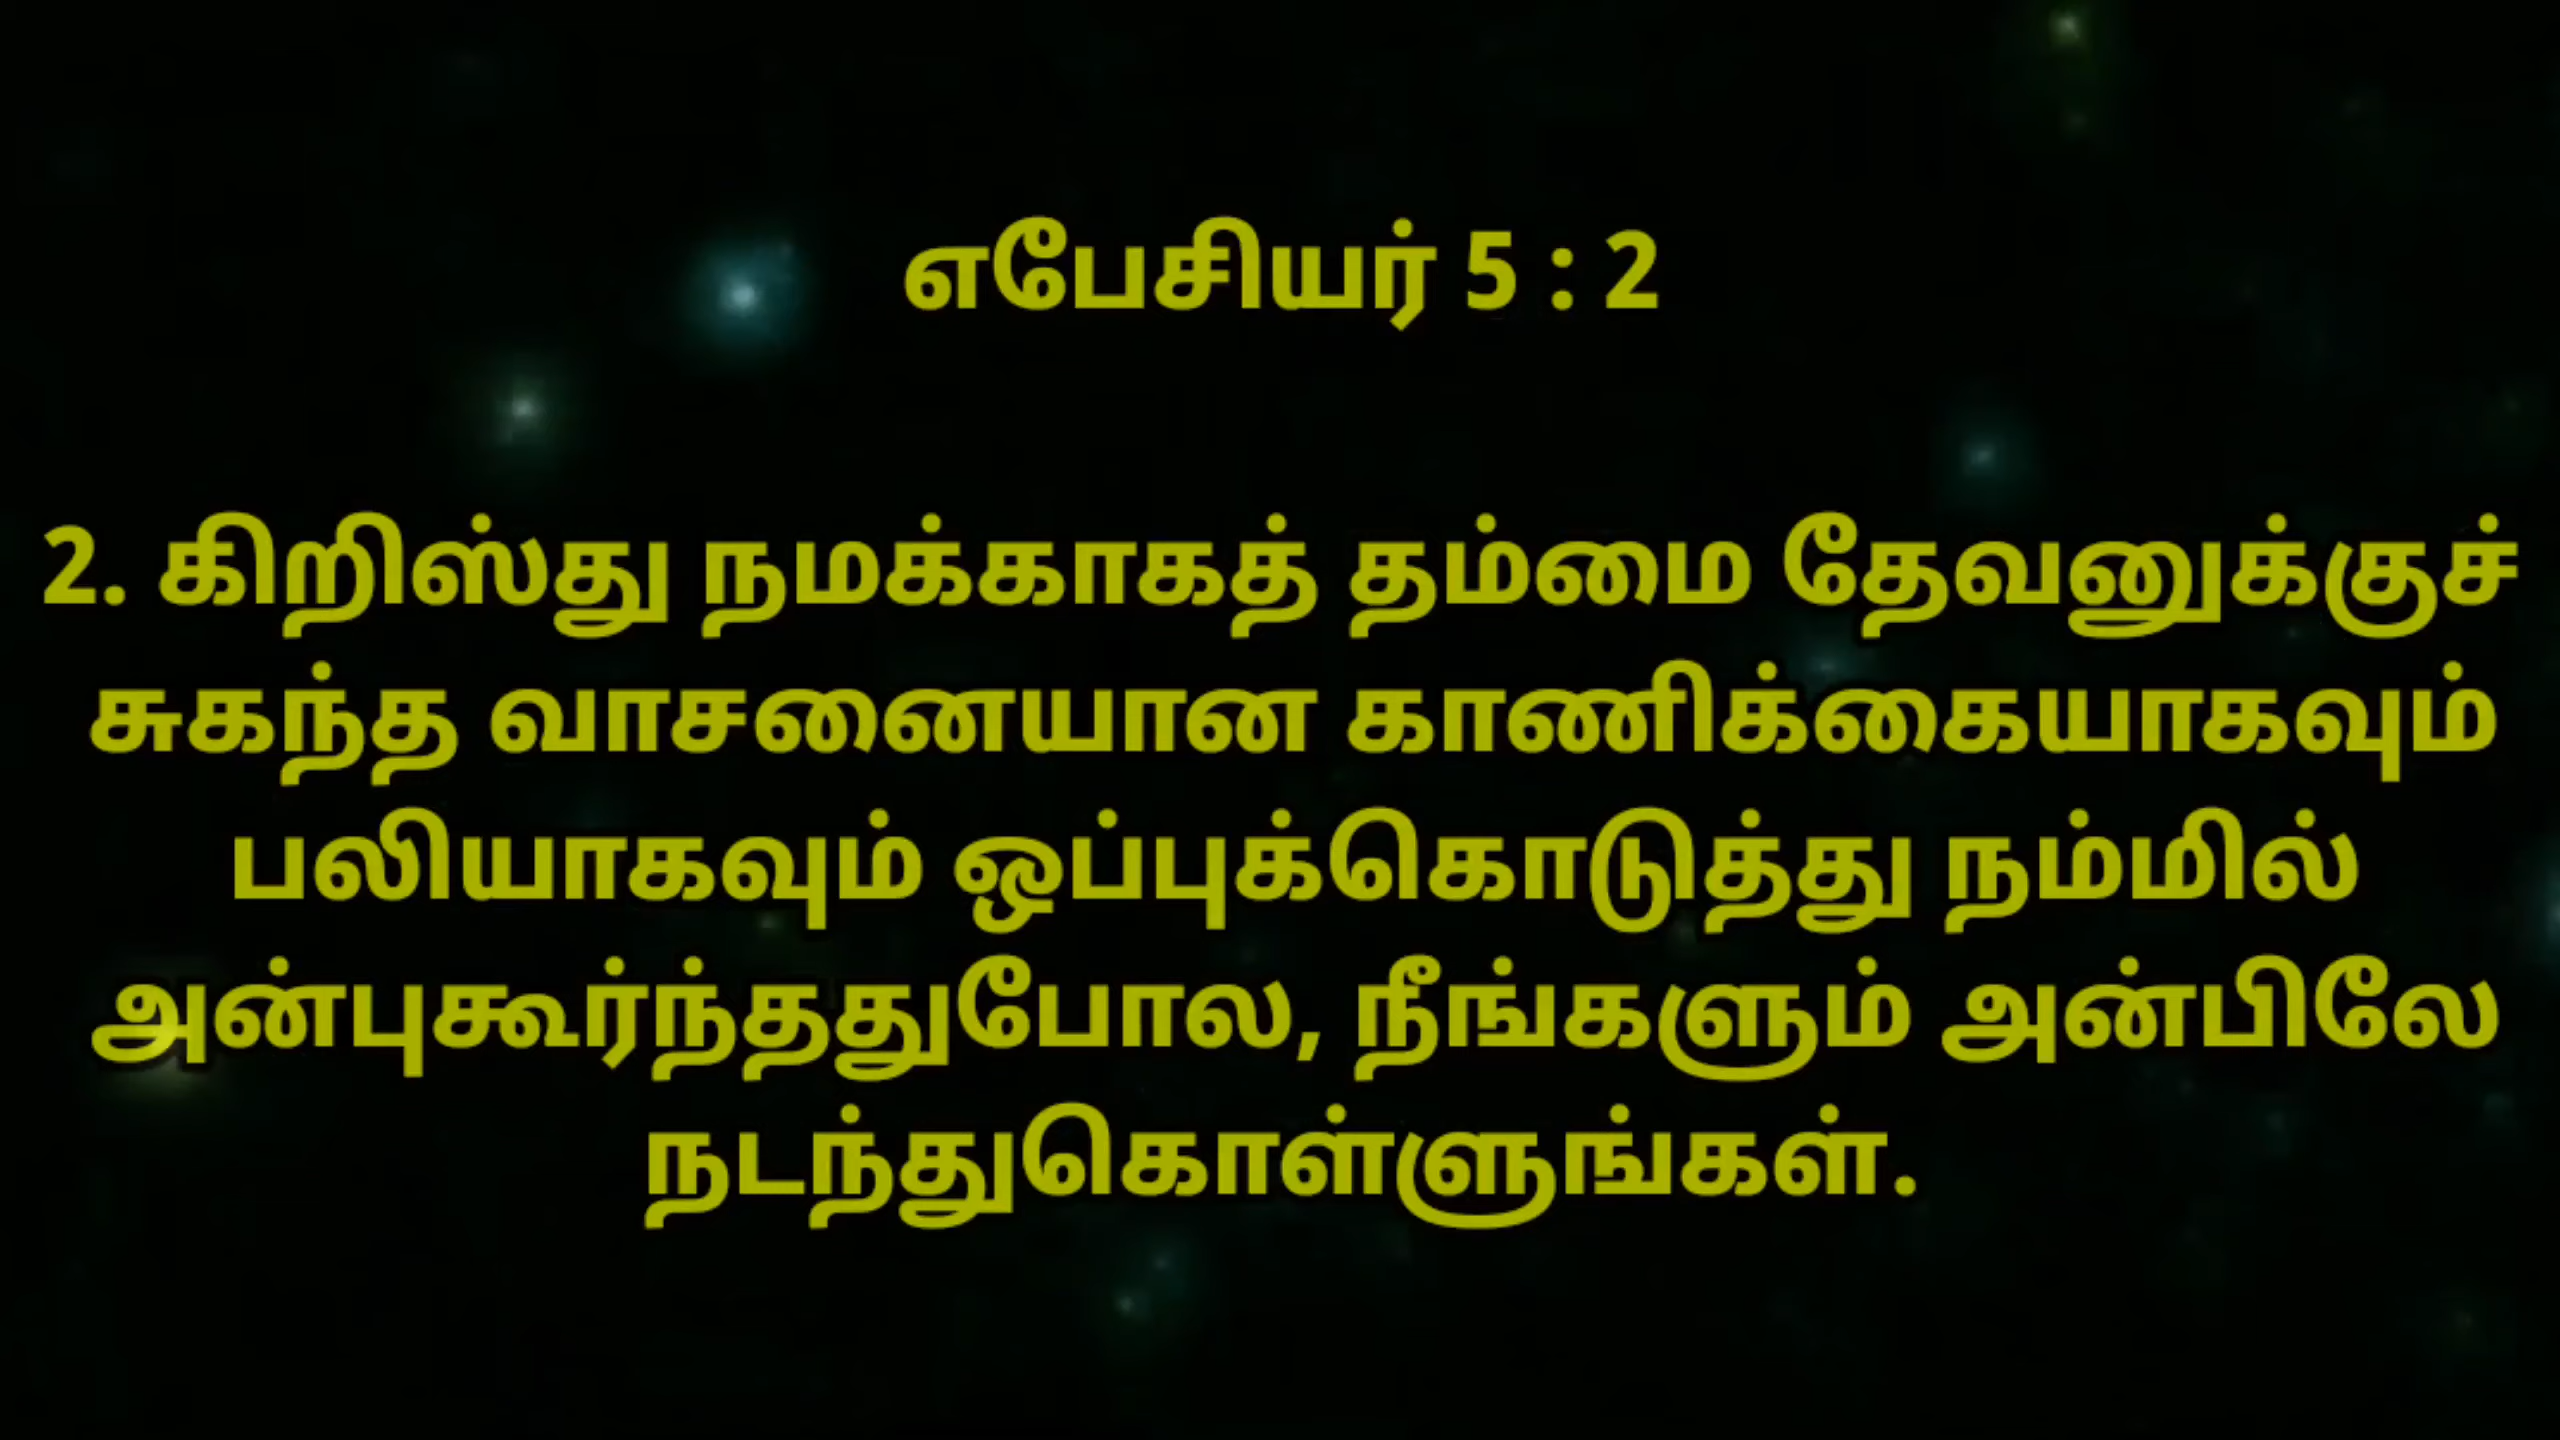 எபேசியர் 5 : 2
2. கிறிஸ்து நமக்காகத் தம்மை தேவனுக்குச்
சுகந்த வாசனையான காணிக்கையாகவும்
பலியாகவும் ஒப்புக்கொடுத்து நம்மில்
அன்புகூர்ந்ததுபோல, நீங்களும் அன்பிலே
நடந்துகொள்ளுங்கள்.